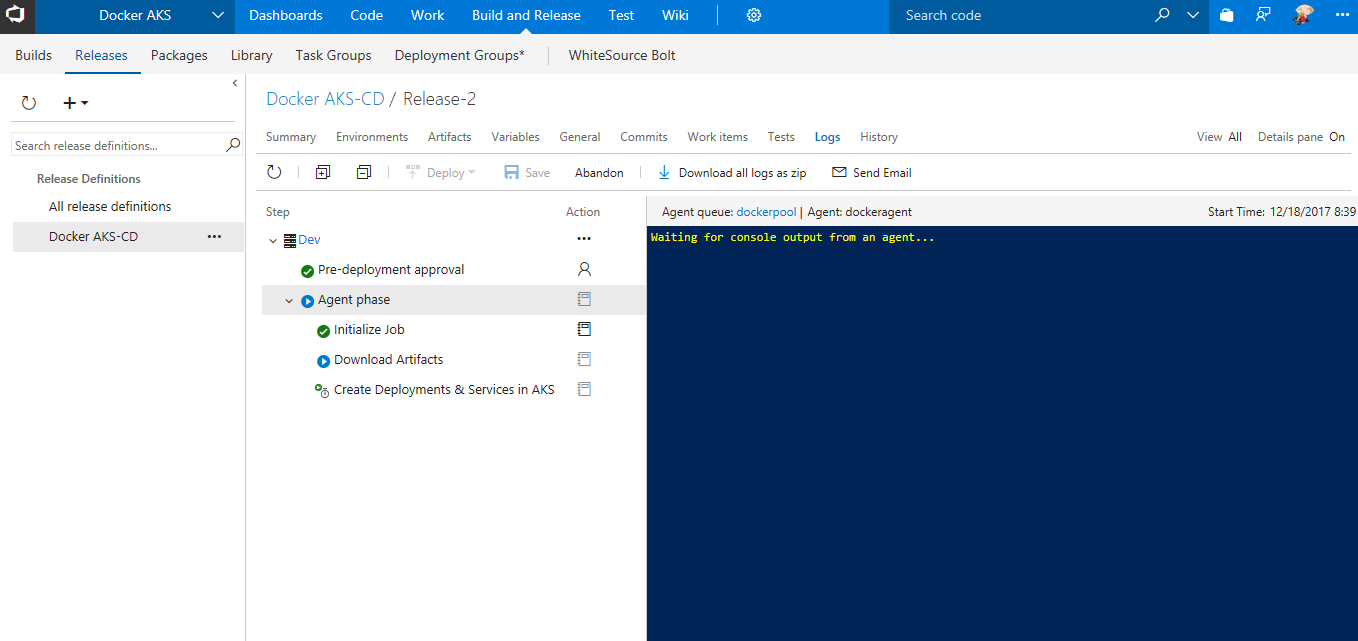 Docker AKS Dashboards Code Work Build and Release Test Wiki Search code
Builds Releases Packages Library Task Groups Deployment Groups* WhiteSource Bolt
Docker AKS-CD / Release-2
Summary Environments Artifacts Variables General Commits Work items Tests Logs History View All Details pane On
Search release definitions...
Deploy Save Abandon Download all logs as zip Send Email
Release Definitions
All release definitions
Docker AKS-CD
Step Action
Agent queue: dockerpool | Agent: dockeragent Start Time: 12/18/2017 8:39
Dev
Waiting for console output from an agent...
Pre-deployment approval
Agent phase
Initialize Job
Download Artifacts
Create Deployments & Services in AKS